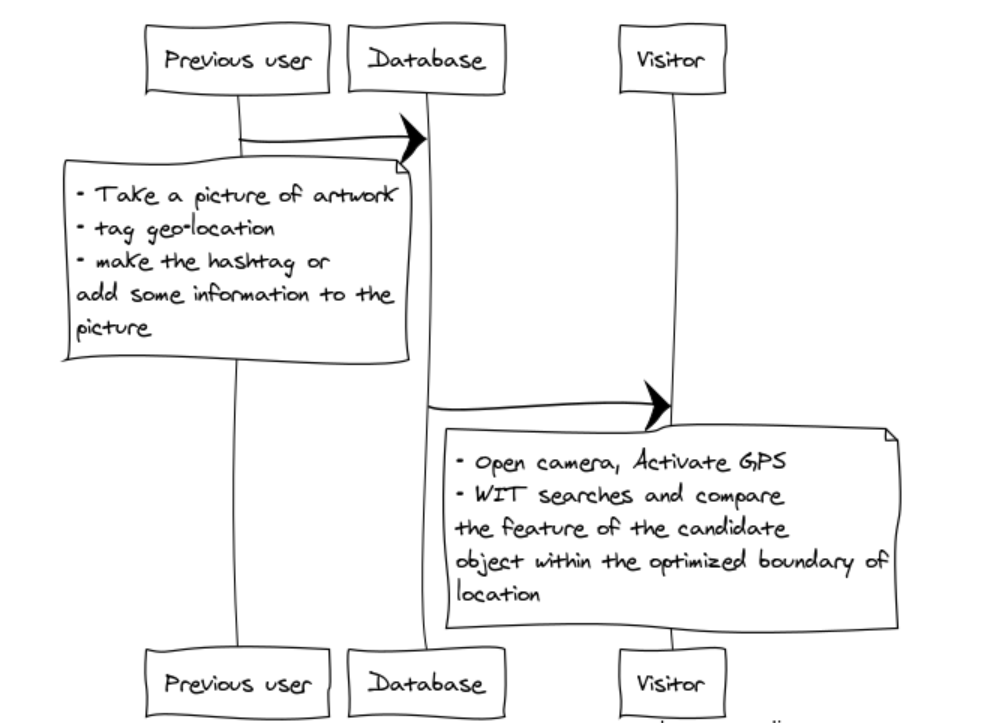 Previous user
Database
Visitor
- Take a picture of artwork
- tag geo-location
- make the hashtag or
add some information to the
picture
- Open camera, Activate GPS
- WIT searches and compare
the feature of the candidate
object within the optimized boundary of
location
Previous user
Database
Visitor